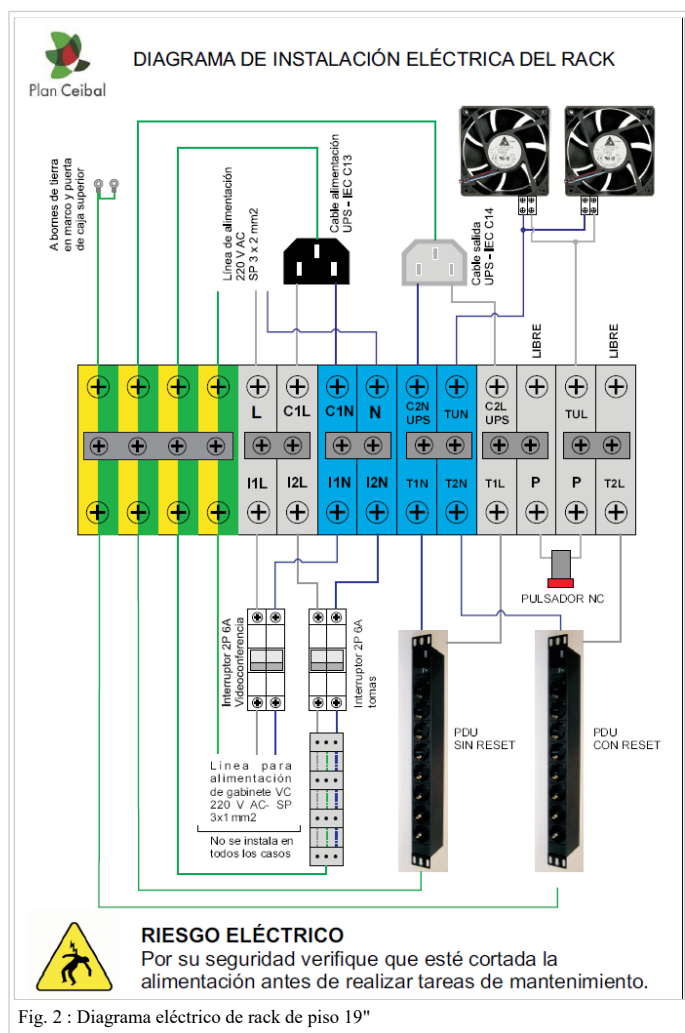 Plan Ceibal
DIAGRAMA DE INSTALACIÓN ELÉCTRICA DEL RACK
A bornes de tierra
en marco y puerta
de caja superior
Línea de alimentación
220 V AC
SP 3 x 2 mm2
Cable alimentación
UPS - IEC C13
Cable salida
UPS - IEC C14
LIBRE
LIBRE
L
C1L
C1N
N
C2N
UPS
TUN
C2L
UPS
TUL
I1L
I2L
I1N
I2N
T1N
T2N
T1L
P
P
T2L
PULSADOR NC
Interruptor 2P 6A
Videoconferencia
Interruptor 2P 6A
tomas
PDU
SIN RESET
PDU
CON RESET
Línea para
alimentación
de gabinete VC
220 V AC- SP
3x1 mm2
No se instala en
todos los casos
RIESGO ELÉCTRICO
Por su seguridad verifique que esté cortada la
alimentación antes de realizar tareas de mantenimiento.
Fig. 2 : Diagrama eléctrico de rack de piso 19"